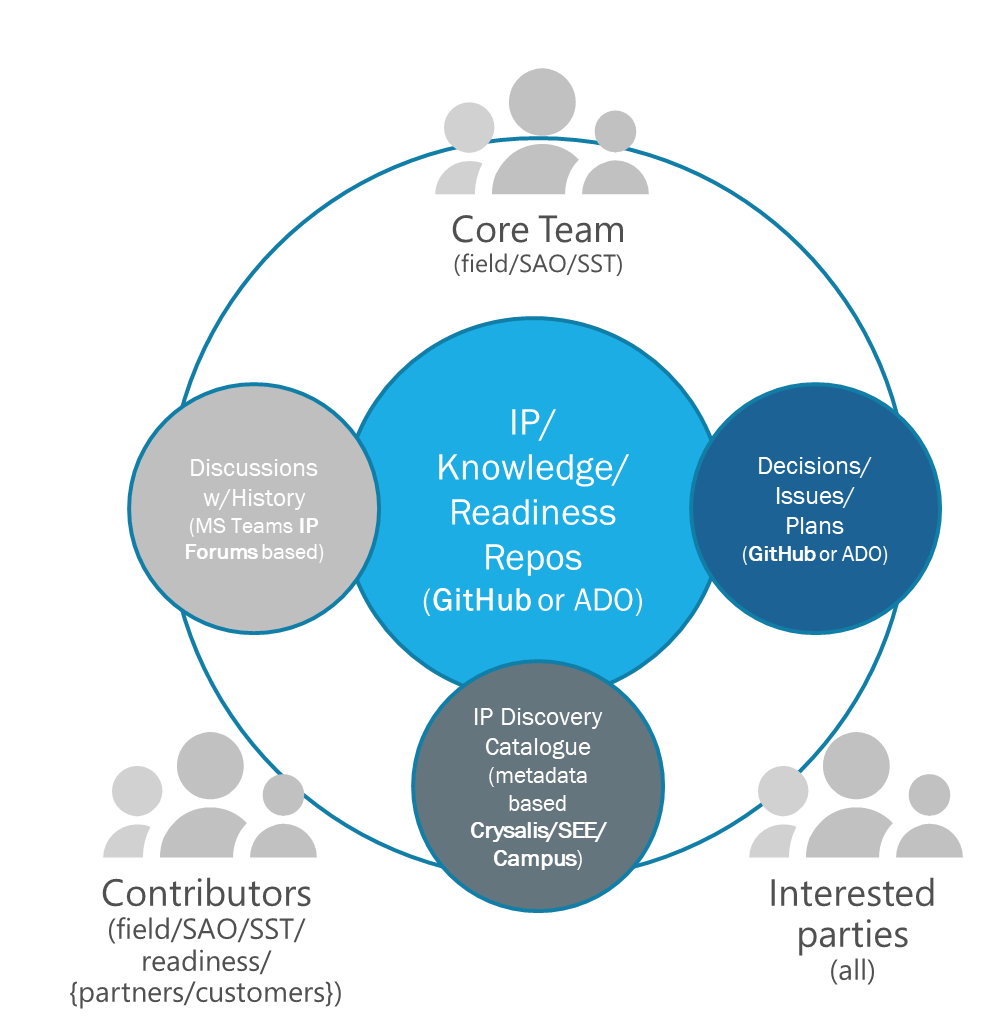 Core Team
(field/SAO/SST)
IP/
Knowledge/
Readiness
Repos
(GitHub or ADO)
Discussions
w/History
(MS Teams IP
Forums based)
Decisions/
Issues/
Plans
(GitHub or ADO)
IP Discovery
Catalogue
(metadata
based
Crysalis/SEE/
Campus)
Contributors
(field/SAO/SST/
readiness/
{partners/customers})
Interested
parties
(all)